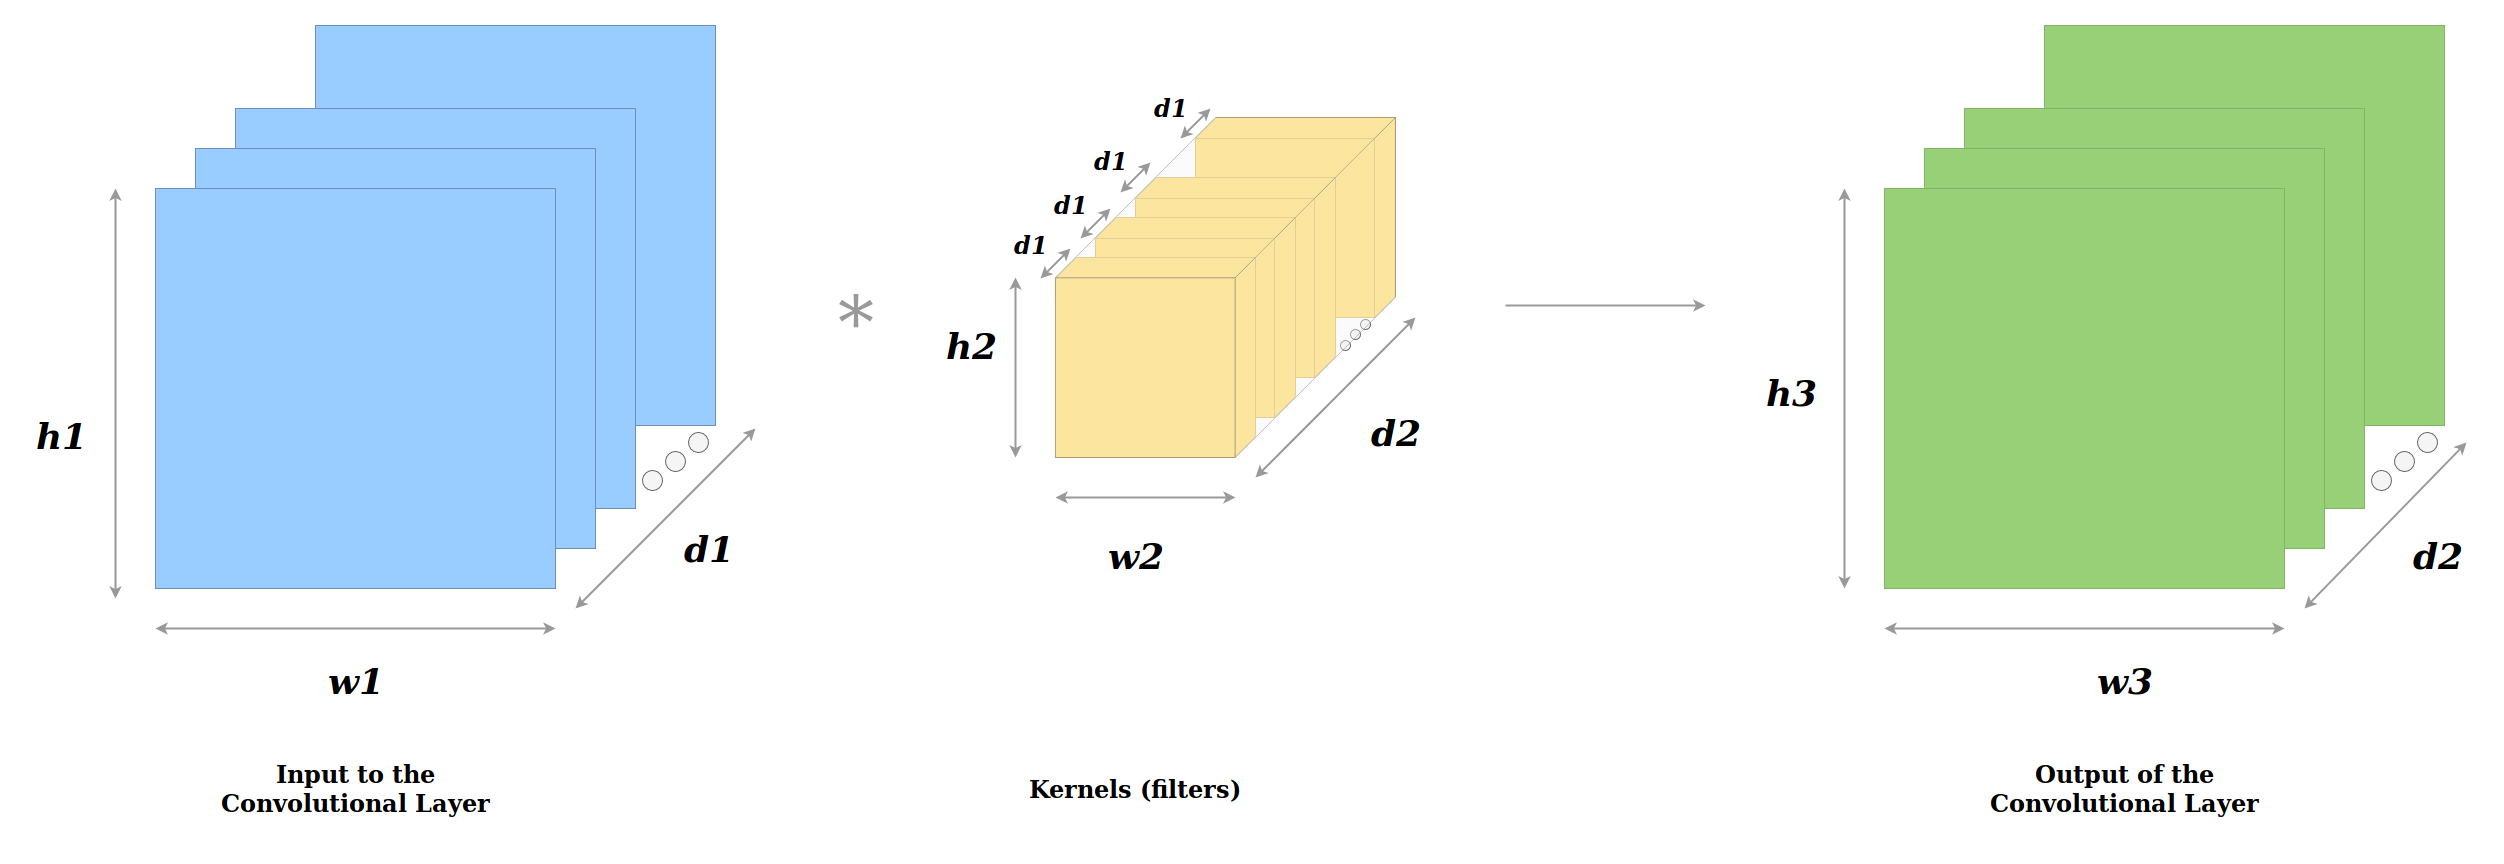 h1
w1
d1
Input to the
Convolutional Layer
*
d1
d1
d1
d1
h2
w2
d2
Kernels (filters)
h3
w3
d2
Output of the
Convolutional Layer